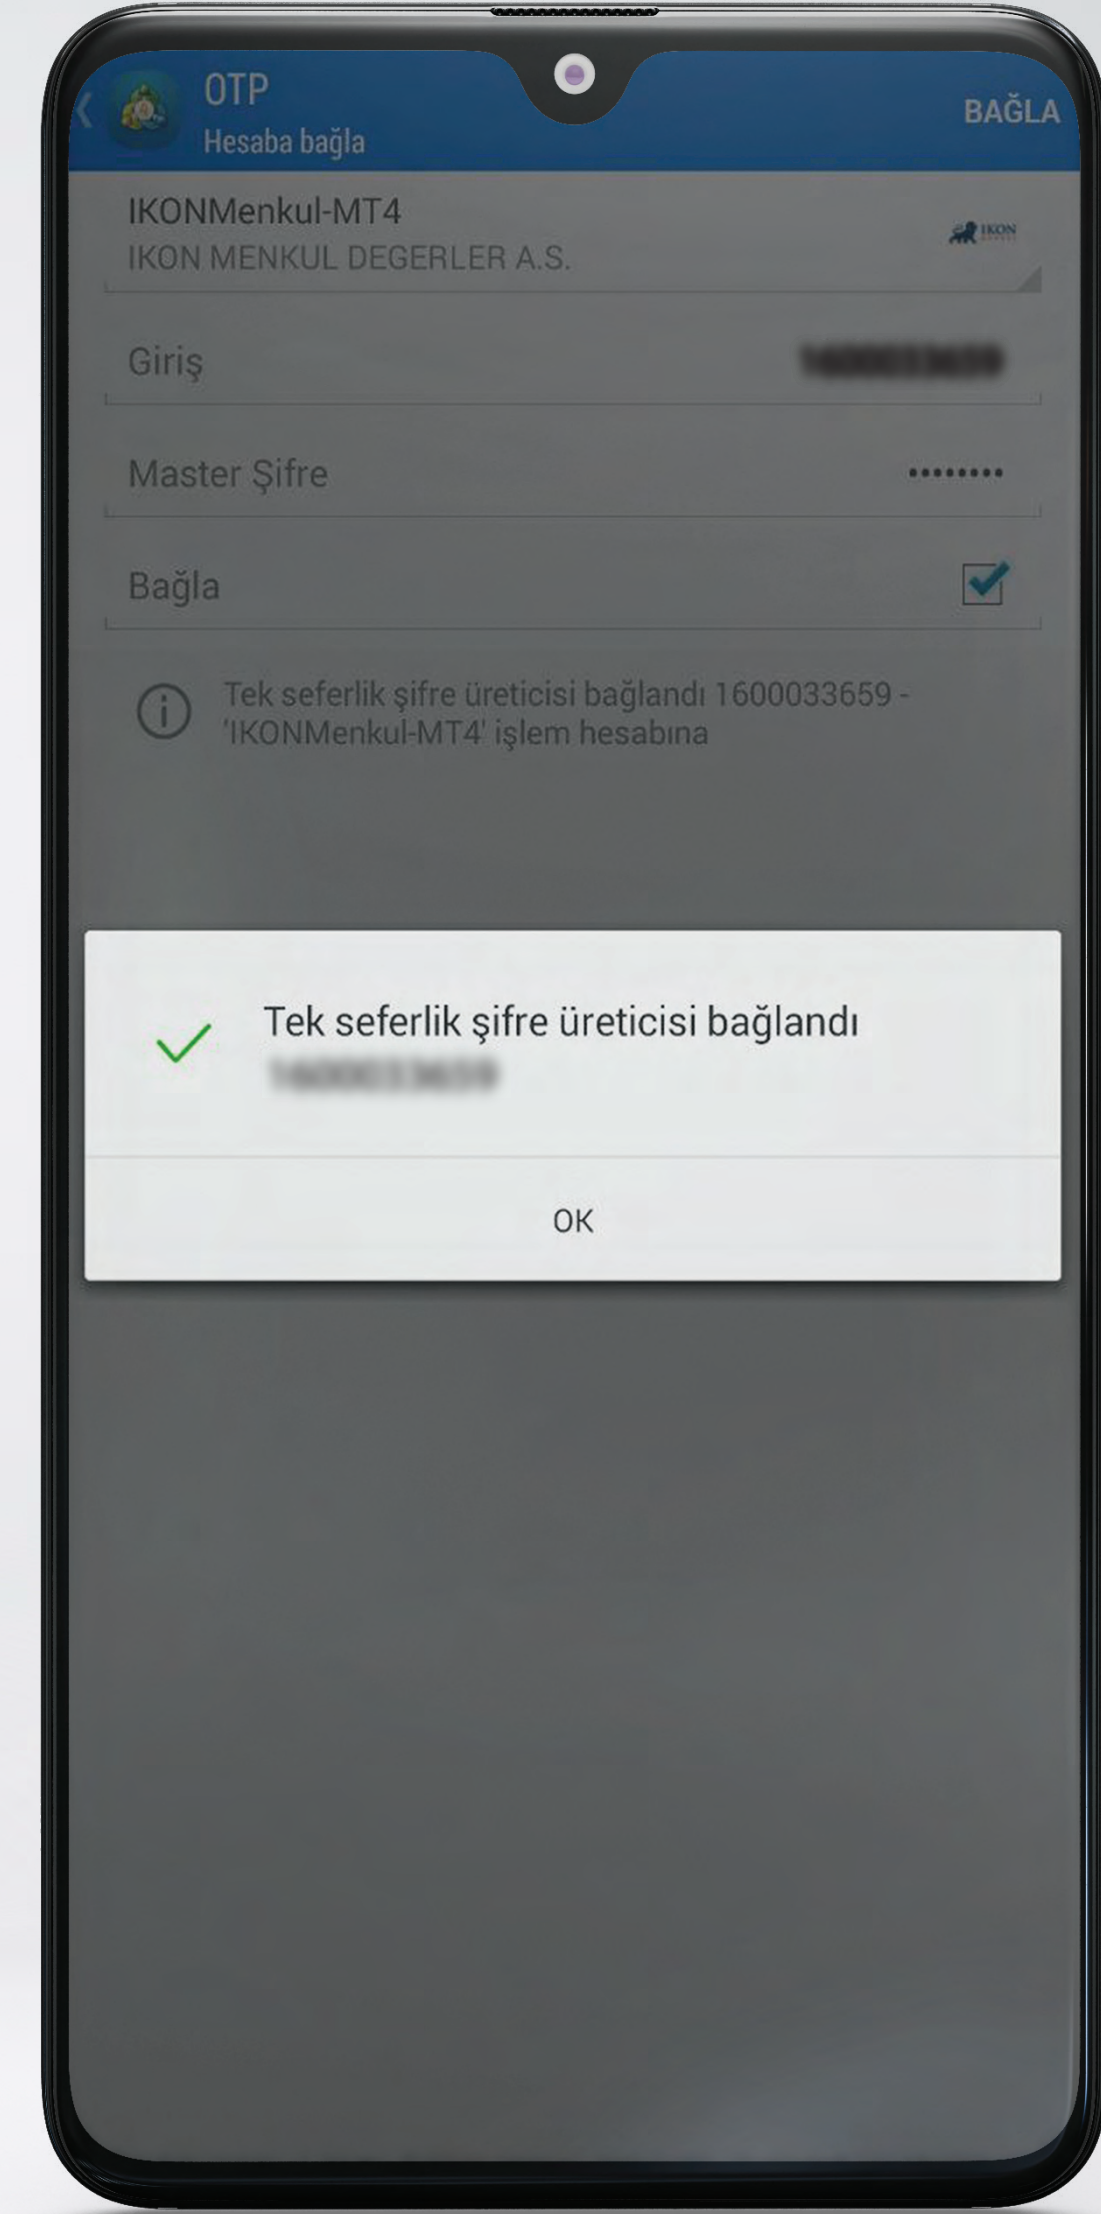 OTP
Hesaba bağla
BAĞLA
IKONMenkul-MT4
IKON MENKUL DEGERLER A.S.
IKON
Giriş
Master Şifre
Bağla
Tek seferlik şifre üreticisi bağlandı 1600033659 -
'IKONMenkul-MT4' işlem hesabına
Tek seferlik şifre üreticisi bağlandı
OK